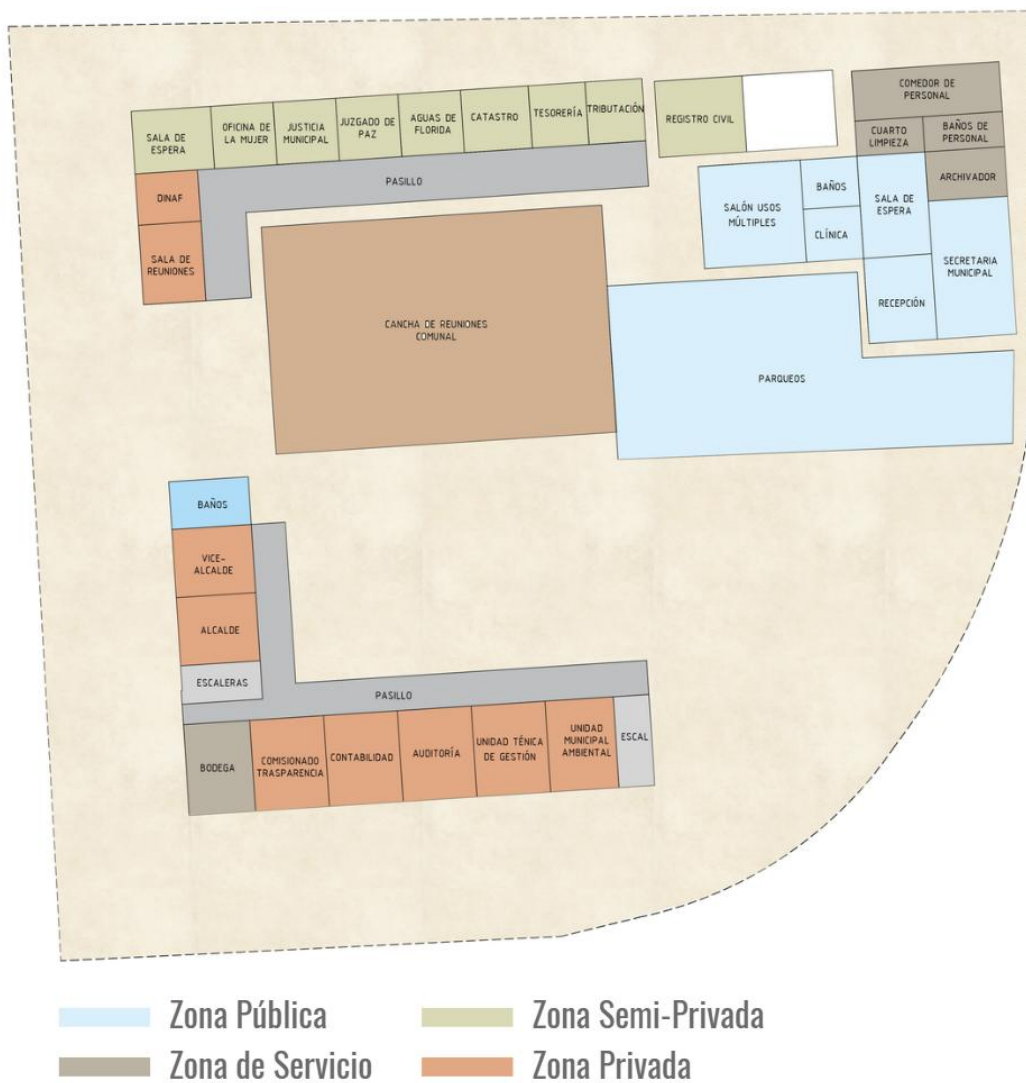 COMEDOR DE
PERSONAL
SALA DE
ESPERA
OFICINA DE
LA MUJER
JUSTICIA
MUNICIPAL
JUZGADO DE
PAZ
AGUAS DE
FLORIDA
CATASTRO
TESORERÍA
TRIBUTACIÓN
REGISTRO CIVIL
CUARTO
LIMPIEZA
BAÑOS DE
PERSONAL
DINAF
PASILLO
SALÓN USOS
MÚLTIPLES
BAÑOS
SALA DE
ESPERA
ARCHIVADOR
CLÍNICA
SALA DE
REUNIONES
SECRETARIA
MUNICIPAL
RECEPCIÓN
CANCHA DE REUNIONES
COMUNAL
PARQUEOS
BAÑOS
VICE-
ALCALDE
ALCALDE
ESCALERAS
PASILLO
BODEGA
COMISIONADO
TRASPARENCIA
CONTABILIDAD
AUDITORÍA
UNIDAD TÉNICA
DE GESTIÓN
UNIDAD
MUNICIPAL
AMBIENTAL
ESCAL
Zona Pública
Zona Semi-Privada
Zona de Servicio
Zona Privada